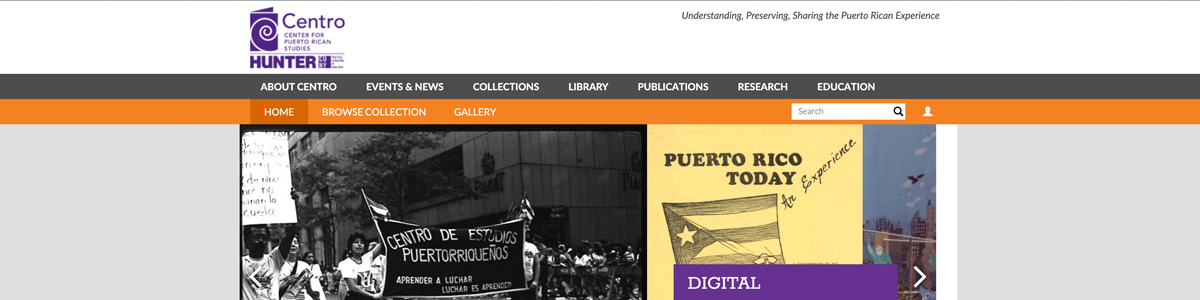 Centro
CENTER FOR
PUERTO RICAN
STUDIES
HUNTER
Understanding, Preserving, Sharing the Puerto Rican Experience
ABOUT CENTRO EVENTS & NEWS COLLECTIONS LIBRARY PUBLICATIONS RESEARCH EDUCATION
HOME BROWSE COLLECTION GALLERY Search
CENTRO DE ESTUDIOS
PUERTORRIQUEÑOS
APRENDER A LUCHAR
LUCHAR ES APRENDER
PUERTO RICO
TODAY
An Experience
DIGITAL